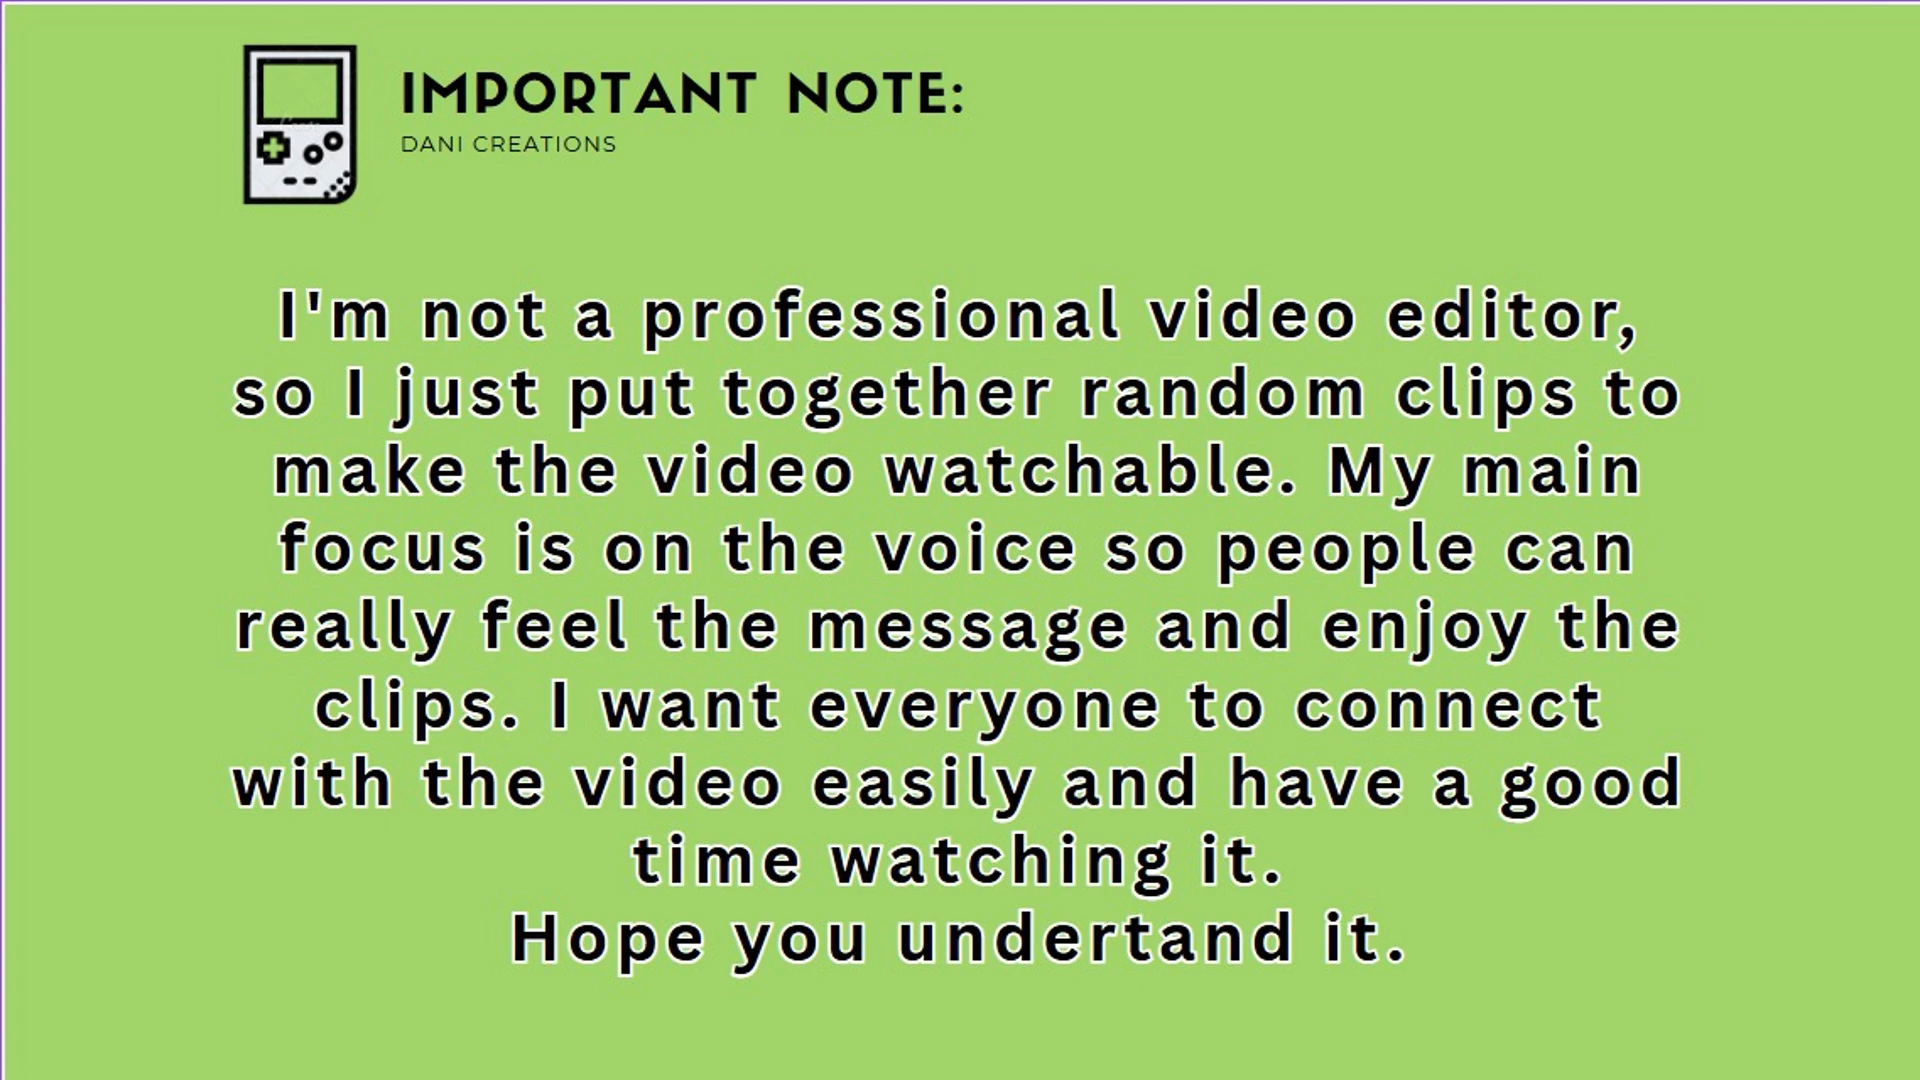 IMPORTANT NOTE:
DANI CREATIONS
I'm not a professional video editor,
so I just put together random clips to
make the video watchable. My main
focus is on the voice so people can
really feel the message and enjoy the
clips. I want everyone to connect
with the video easily and have a good
time watching it.
Hope you undertand it.